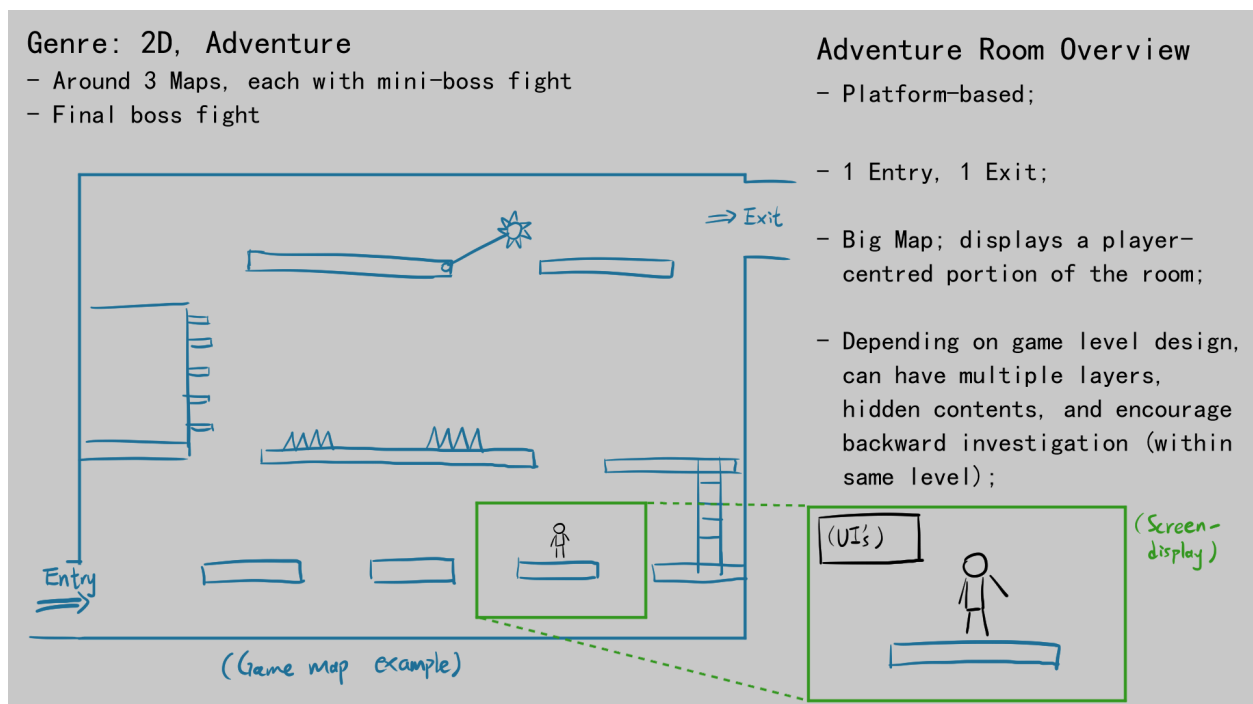 Genre: 2D, Adventure
- Around 3 Maps, each with mini-boss fight
- Final boss fight
Adventure Room Overview
- Platform-based;
- 1 Entry, 1 Exit;
- Big Map; displays a player-
centred portion of the room;
- Depending on game level design,
can have multiple layers,
hidden contents, and encourage
backward investigation (within
same level);
⇒ Exit
Entry
⇒
(Game map example)
(UI's)
(Screen-
display)